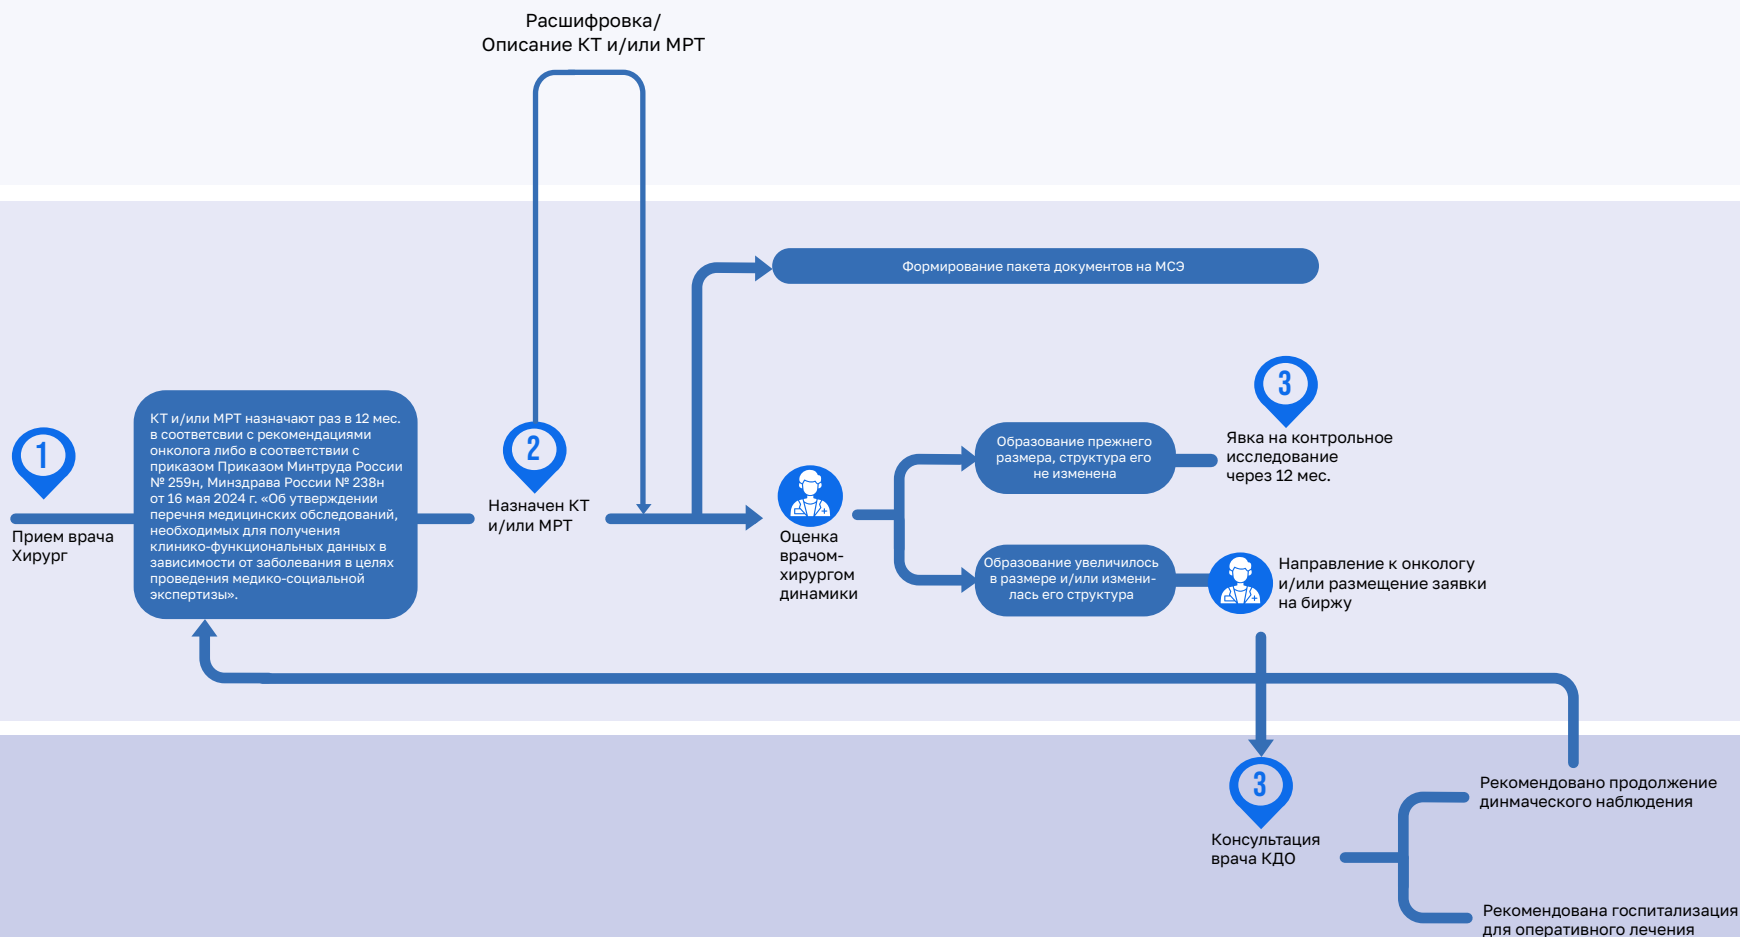 Расшифровка/
Описание КТ и/или МРТ
Формирование пакета документов на МСЭ
1
Прием врача
Хирург
КТ и/или МРТ назначают раз в 12 мес.
в соответсвии с рекомендациями
онколога либо в соответствии с
приказом Приказом Минтруда России
№ 259н, Минздрава России № 238н
от 16 мая 2024 г. «Об утверждении
перечня медицинских обследований,
необходимых для получения
клинико-функциональных данных в
зависимости от заболевания в целях
проведения медико-социальной
экспертизы».
2
Назначен КТ
и/или МРТ
Оценка
врачом-
хирургом
динамики
Образование прежнего
размера, структура его
не изменена
3
Явка на контрольное
исследование
через 12 мес.
Образование увеличилось
в размере и/или измени-
лась его структура
Направление к онкологу
и/или размещение заявки
на биржу
3
Консультация
врача КДО
Рекомендовано продолжение
динмаческого наблюдения
Рекомендована госпитализация
для оперативного лечения